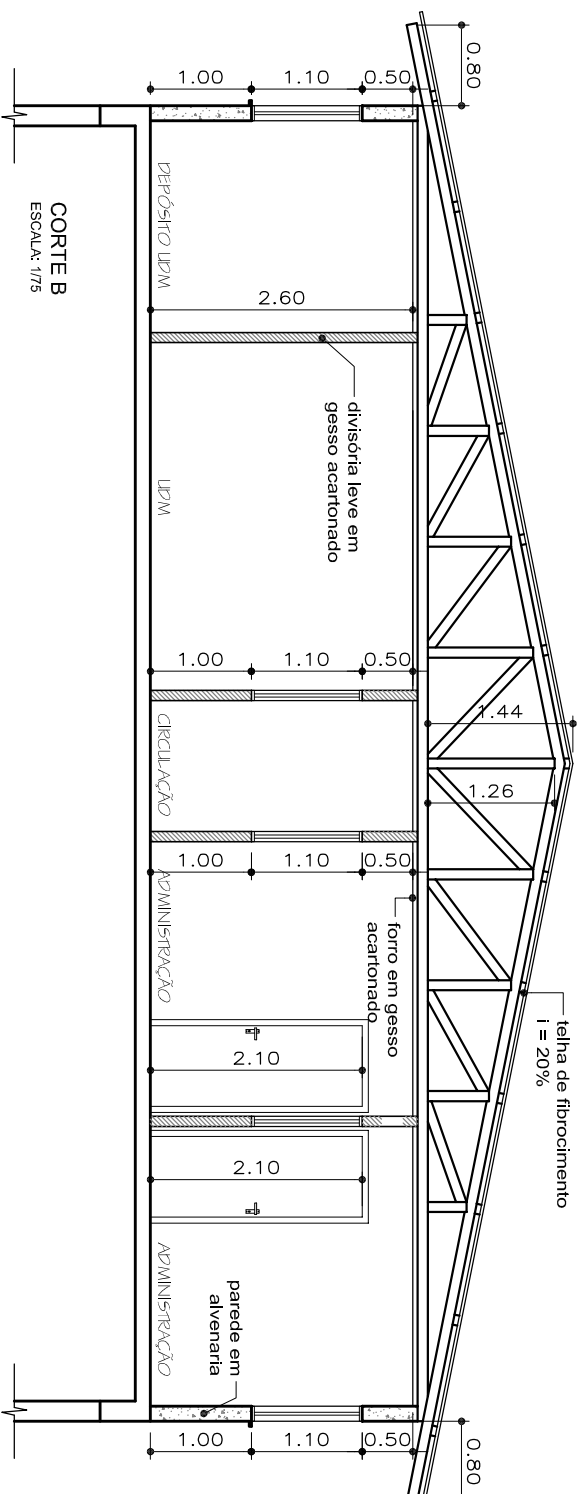 telha de fibrocimento
i = 20%
0.80
0.80
1.44
1.26
forro em gesso
acartonado
0.50
1.10
1.00
0.50
1.10
1.00
0.50
1.10
1.00
0.50
1.10
1.00
2.60
divisória leve em
gesso acartonado
2.10
2.10
parede em
alvenaria
DEPÓSITO UDM
UDM
CIRCULAÇÃO
ADMINISTRAÇÃO
ADMINISTRAÇÃO
CORTE B
ESCALA: 1/75